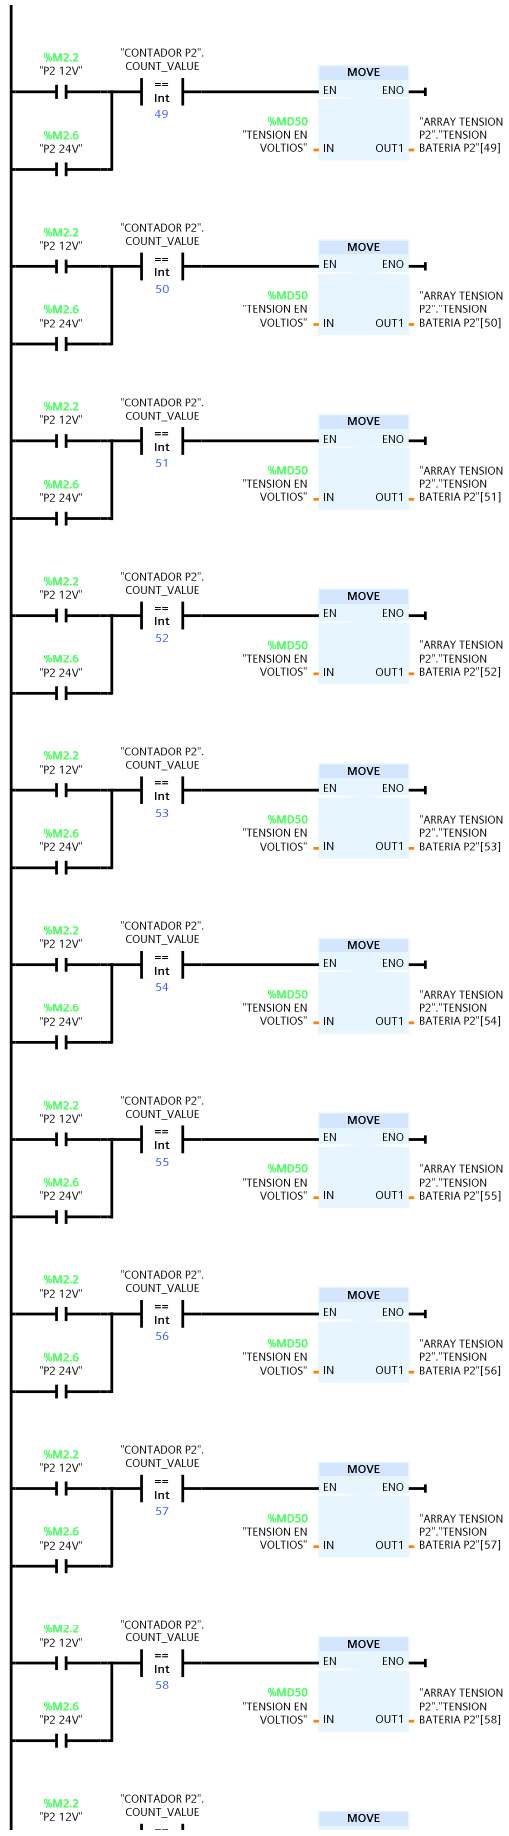 "CONTADOR P2".
COUNT_VALUE
%M2.2
"P2 12V"
==
Int
49
MOVE
EN ENO
%M2.6
"P2 24V"
%MD50
"TENSION EN
VOLTIOS"
IN OUT1
"ARRAY TENSION
P2"."TENSION
BATERIA P2"[49]
"CONTADOR P2".
COUNT_VALUE
%M2.2
"P2 12V"
==
Int
50
MOVE
EN ENO
%M2.6
"P2 24V"
%MD50
"TENSION EN
VOLTIOS"
IN OUT1
"ARRAY TENSION
P2"."TENSION
BATERIA P2"[50]
"CONTADOR P2".
COUNT_VALUE
%M2.2
"P2 12V"
==
Int
51
MOVE
EN ENO
%M2.6
"P2 24V"
%MD50
"TENSION EN
VOLTIOS"
IN OUT1
"ARRAY TENSION
P2"."TENSION
BATERIA P2"[51]
"CONTADOR P2".
COUNT_VALUE
%M2.2
"P2 12V"
==
Int
52
MOVE
EN ENO
%M2.6
"P2 24V"
%MD50
"TENSION EN
VOLTIOS"
IN OUT1
"ARRAY TENSION
P2"."TENSION
BATERIA P2"[52]
"CONTADOR P2".
COUNT_VALUE
%M2.2
"P2 12V"
==
Int
53
MOVE
EN ENO
%M2.6
"P2 24V"
%MD50
"TENSION EN
VOLTIOS"
IN OUT1
"ARRAY TENSION
P2"."TENSION
BATERIA P2"[53]
"CONTADOR P2".
COUNT_VALUE
%M2.2
"P2 12V"
==
Int
54
MOVE
EN ENO
%M2.6
"P2 24V"
%MD50
"TENSION EN
VOLTIOS"
IN OUT1
"ARRAY TENSION
P2"."TENSION
BATERIA P2"[54]
"CONTADOR P2".
COUNT_VALUE
%M2.2
"P2 12V"
==
Int
55
MOVE
EN ENO
%M2.6
"P2 24V"
%MD50
"TENSION EN
VOLTIOS"
IN OUT1
"ARRAY TENSION
P2"."TENSION
BATERIA P2"[55]
"CONTADOR P2".
COUNT_VALUE
%M2.2
"P2 12V"
==
Int
56
MOVE
EN ENO
%M2.6
"P2 24V"
%MD50
"TENSION EN
VOLTIOS"
IN OUT1
"ARRAY TENSION
P2"."TENSION
BATERIA P2"[56]
"CONTADOR P2".
COUNT_VALUE
%M2.2
"P2 12V"
==
Int
57
MOVE
EN ENO
%M2.6
"P2 24V"
%MD50
"TENSION EN
VOLTIOS"
IN OUT1
"ARRAY TENSION
P2"."TENSION
BATERIA P2"[57]
"CONTADOR P2".
COUNT_VALUE
%M2.2
"P2 12V"
==
Int
58
MOVE
EN ENO
%M2.6
"P2 24V"
%MD50
"TENSION EN
VOLTIOS"
IN OUT1
"ARRAY TENSION
P2"."TENSION
BATERIA P2"[58]
"CONTADOR P2".
COUNT_VALUE
%M2.2
"P2 12V"
==
MOVE